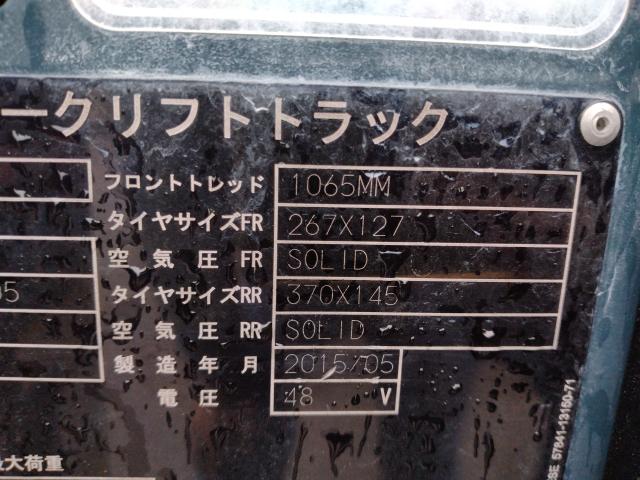 ークリフトトラック
フロントトレッド 1065MM
タイヤサイズFR 267X127
空気圧 FR SOLID
05
タイヤサイズRR 370X145
空気圧 RR SOLID
製造年月 2015/05
電圧 48 V
大荷重
57841-13160-71